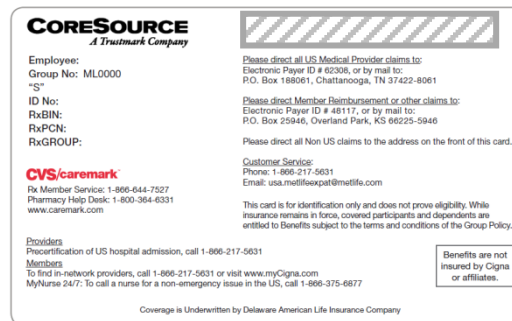 CORESOURCE
A Trustmark Company
Employee:
Group No: ML0000
“S”
ID No:
RxBIN:
RxPCN:
RxGROUP:
CVS/caremark
Rx Member Service: 1-866-644-7527
Pharmacy Help Desk: 1-800-364-6331
www.caremark.com
Please direct all US Medical Provider claims to:
Electronic Payer ID # 62308, or by mail to:
P.O. Box 188061, Chattanooga, TN 37422-8061
Please direct Member Reimbursement or other claims to:
Electronic Payer ID # 48117, or by mail to:
P.O. Box 25946, Overland Park, KS 66225-5946
Please direct all Non US claims to the address on the front of this card.
Customer Service:
Phone: 1-866-217-5631
Email: usa.metlifeexpat@metlife.com
This card is for identification only and does not prove eligibility. While
insurance remains in force, covered participants and dependents are
entitled to Benefits subject to the terms and conditions of the Group Policy.
Providers
Precertification of US hospital admission, call 1-866-217-5631
Members
To find in-network providers, call 1-866-217-5631 or visit www.myCigna.com
MyNurse 24/7: To call a nurse for a non-emergency issue in the US, call 1-866-375-6877
Benefits are not
insured by Cigna
or affiliates.
Coverage is Underwritten by Delaware American Life Insurance Company